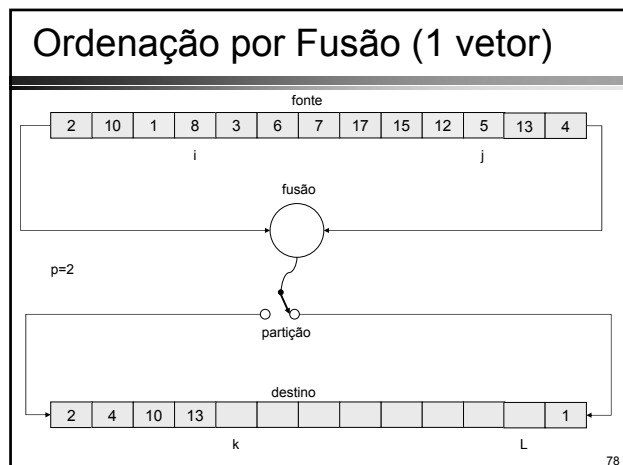 Ordenação por Fusão (1 vetor)
fonte
2 10 1 8 3 6 7 17 15 12 5 13 4
i j
fusão
p=2
partição
destino
2 4 10 13 1
k L
78